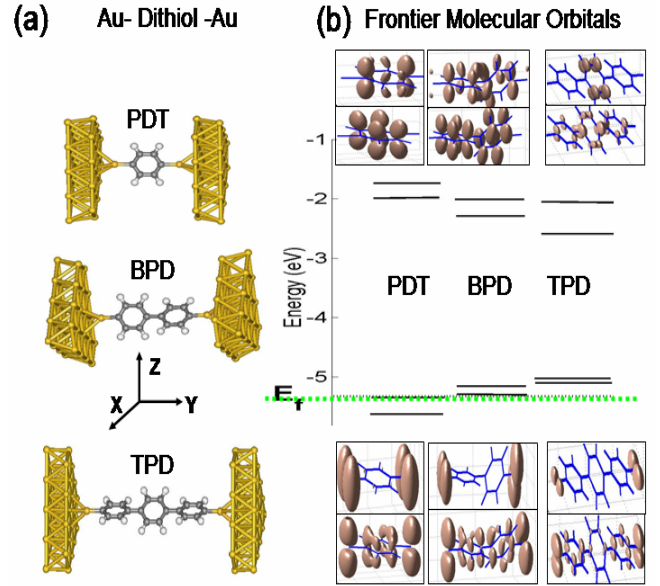 (a) Au- Dithiol -Au
PDT
BPD
Z
X
Y
TPD
(b) Frontier Molecular Orbitals
-1
-2
-3
-4
-5
Energy (eV)
PDT BPD TPD
E_f